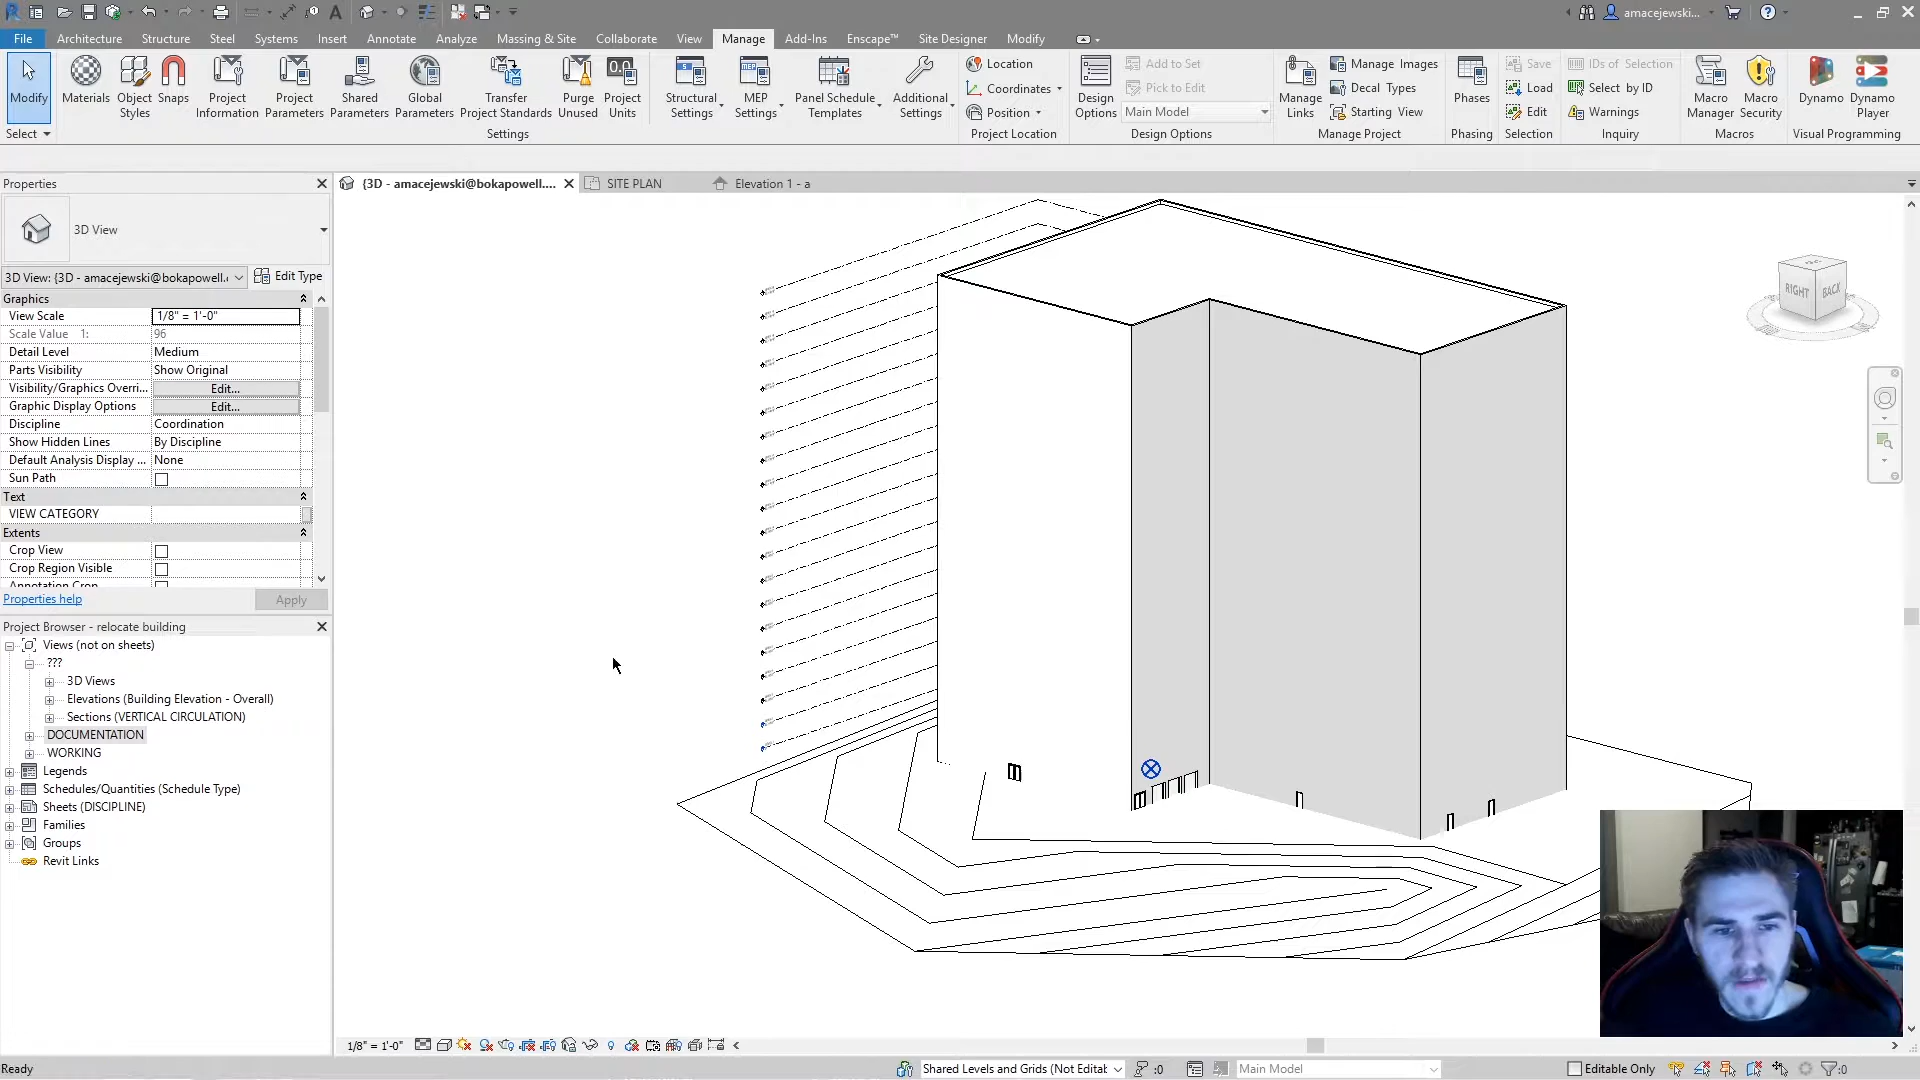 amacejewski...
File Architecture Structure Steel Systems Insert Annotate Analyze Massing & Site Collaborate View Manage Add-Ins Enscape™ Site Designer Modify
Modify
Materials
Object Styles
Snaps
Project Information
Project Parameters
Shared Parameters
Global Parameters
Transfer Project Standards
Purge Unused
Project Units
Structural Settings
MEP Settings
Panel Schedule Templates
Additional Settings
Location
Coordinates
Position
Design Options
Add to Set
Pick to Edit
Main Model
Manage Links
Manage Images
Decal Types
Starting View
Phases
Save
Load
Edit
IDs of Selection
Select by ID
Warnings
Macro Manager
Macro Security
Dynamo
Dynamo Player
Select Settings Project Location Design Options Manage Project Phasing Selection Inquiry Macros Visual Programming
Properties
{3D - amacejewski@bokapowell.... SITE PLAN Elevation 1 - a
3D View
3D View: {3D - amacejewski@bokapowell.( Edit Type
Graphics
View Scale 1/8" = 1'-0"
Scale Value 1: 96
Detail Level Medium
Parts Visibility Show Original
Visibility/Graphics Overri... Edit...
Graphic Display Options Edit...
Discipline Coordination
Show Hidden Lines By Discipline
Default Analysis Display ... None
Sun Path
Text
VIEW CATEGORY
Extents
Crop View
Crop Region Visible
Annotation Crop
Properties help Apply
Project Browser - relocate building
Views (not on sheets)
???
3D Views
Elevations (Building Elevation - Overall)
Sections (VERTICAL CIRCULATION)
DOCUMENTATION
WORKING
Legends
Schedules/Quantities (Schedule Type)
Sheets (DISCIPLINE)
Families
Groups
Revit Links
RIGHT BACK
1/8" = 1'-0"
Ready
Shared Levels and Grids (Not Editat
:0
Main Model
Editable Only
:0